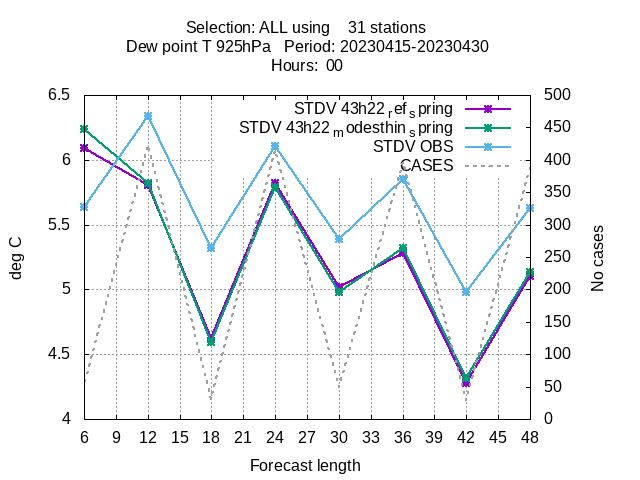 Selection: ALL using 31 stations
Dew point T 925hPa Period: 20230415-20230430
Hours: 00
STDV 43h22 ref spring
STDV 43h22 modesthin spring
STDV OBS
CASES
6.5
6
5.5
5
4.5
4
deg C
500
450
400
350
300
250
200
150
100
50
0
No cases
6 9 12 15 18 21 24 27 30 33 36 39 42 45 48
Forecast length